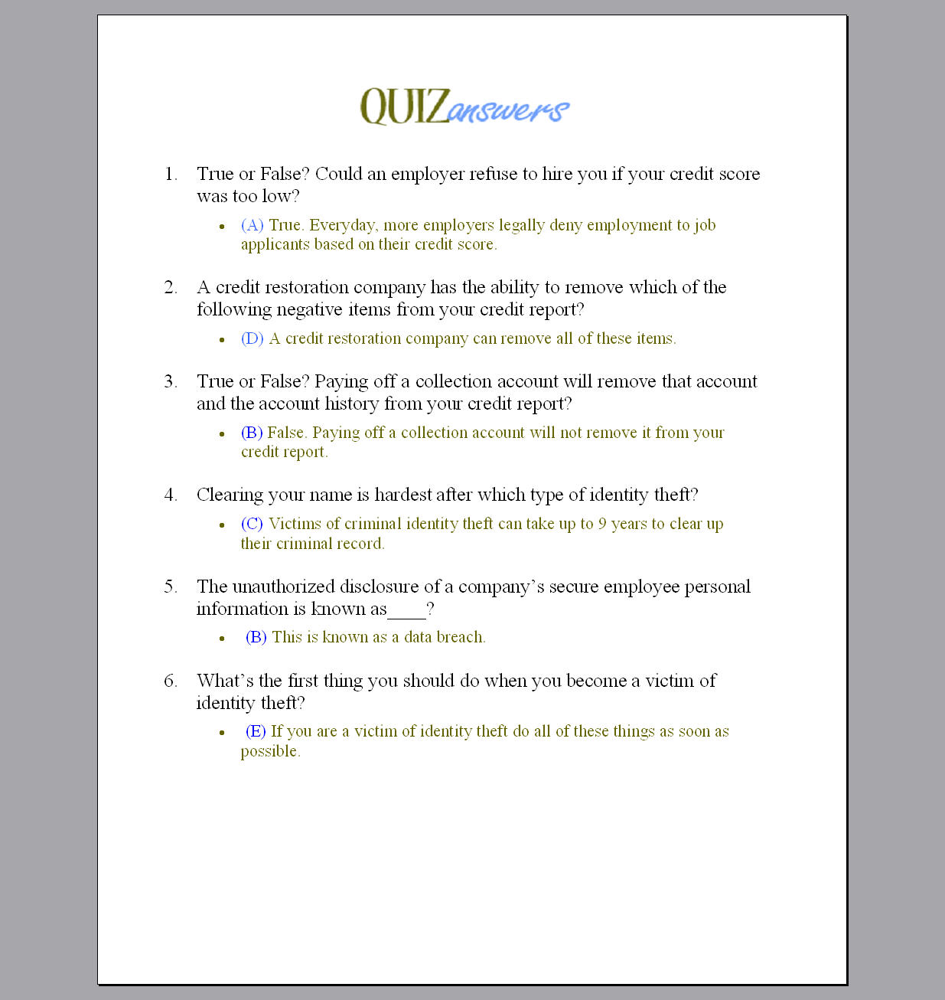 QUIZ answers
1. True or False? Could an employer refuse to hire you if your credit score
was too low?
• (A) True. Everyday, more employers legally deny employment to job
applicants based on their credit score.
2. A credit restoration company has the ability to remove which of the
following negative items from your credit report?
• (D) A credit restoration company can remove all of these items.
3. True or False? Paying off a collection account will remove that account
and the account history from your credit report?
• (B) False. Paying off a collection account will not remove it from your
credit report.
4. Clearing your name is hardest after which type of identity theft?
• (C) Victims of criminal identity theft can take up to 9 years to clear up
their criminal record.
5. The unauthorized disclosure of a company’s secure employee personal
information is known as____?
• (B) This is known as a data breach.
6. What’s the first thing you should do when you become a victim of
identity theft?
• (E) If you are a victim of identity theft do all of these things as soon as
possible.